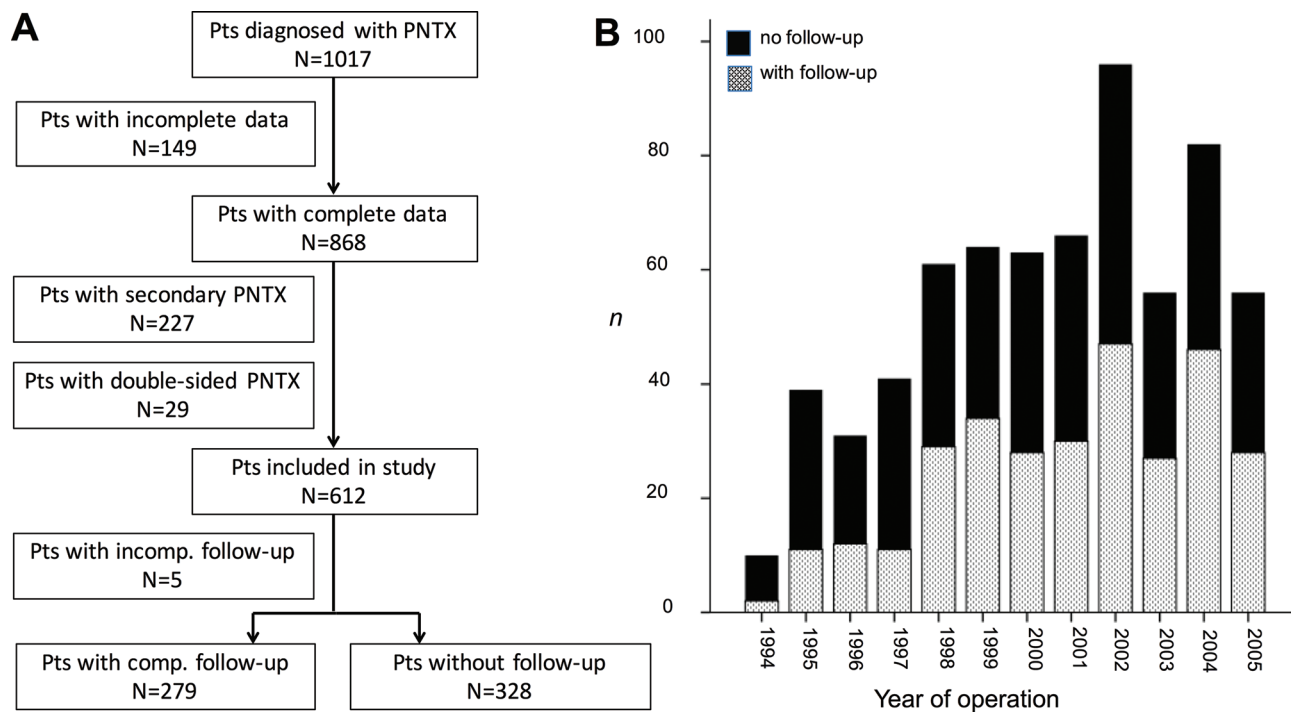 A
Pts diagnosed with PNTX
N=1017
Pts with incomplete data
N=149
Pts with complete data
N=868
Pts with secondary PNTX
N=227
Pts with double-sided PNTX
N=29
Pts included in study
N=612
Pts with incomp. follow-up
N=5
Pts with comp. follow-up
N=279
Pts without follow-up
N=328
B
no follow-up
with follow-up
100
80
60
40
20
0
n
1994
1995
1996
1997
1998
1999
2000
2001
2002
2003
2004
2005
Year of operation